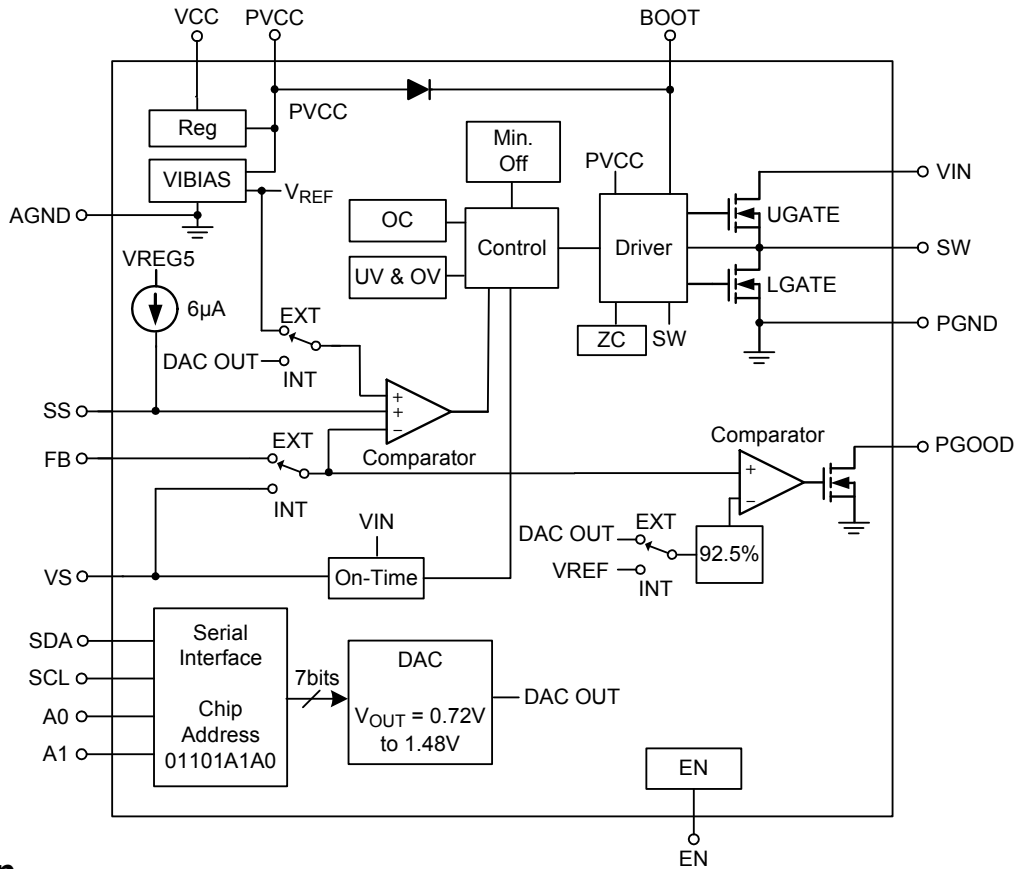 VCC
PVCC
BOOT
PVCC
Reg
VIBIAS
VREF
AGND
VREG5
6µA
Min.
Off
OC
UV & OV
Control
PVCC
Driver
ZC
SW
UGATE
LGATE
VIN
SW
PGND
EXT
DAC OUT
INT
SS
FB
EXT
INT
Comparator
Comparator
PGOOD
VIN
On-Time
VS
DAC OUT
EXT
VREF
INT
92.5%
SDA
SCL
A0
A1
Serial
Interface
Chip
Address
01101A1A0
7bits
DAC
VOUT = 0.72V
to 1.48V
DAC OUT
EN
EN